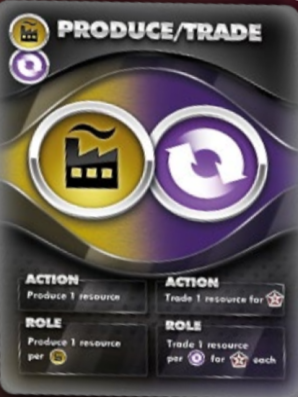 PRODUCE/TRADE
ACTION
Produce 1 resource
ROLE
Produce 1 resource
per
ACTION
Trade 1 resource for
ROLE
Trade 1 resource
per for each